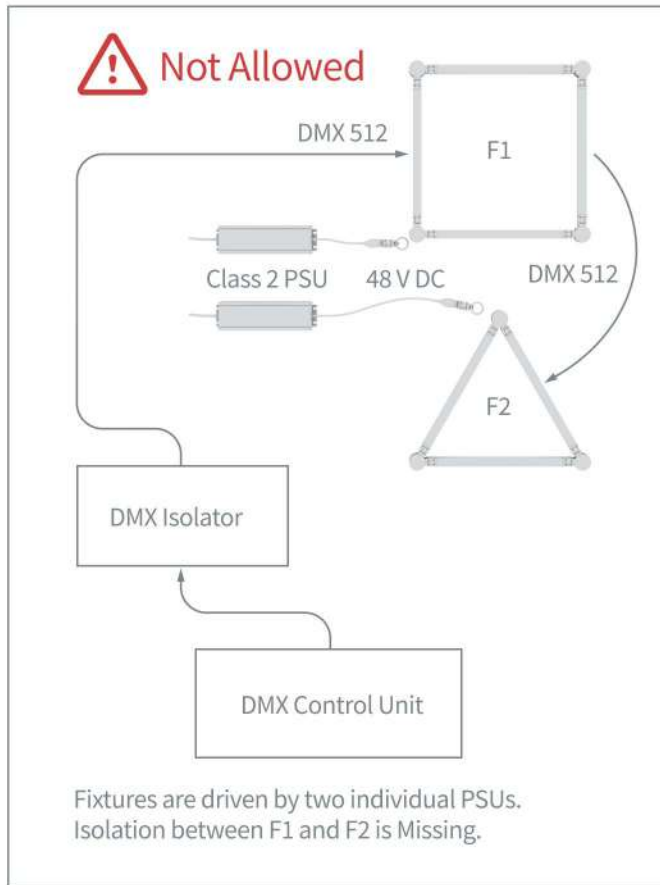 Not Allowed
DMX 512
F1
Class 2 PSU
48 V DC
DMX 512
F2
DMX Isolator
DMX Control Unit
Fixtures are driven by two individual PSUs.
Isolation between F1 and F2 is Missing.